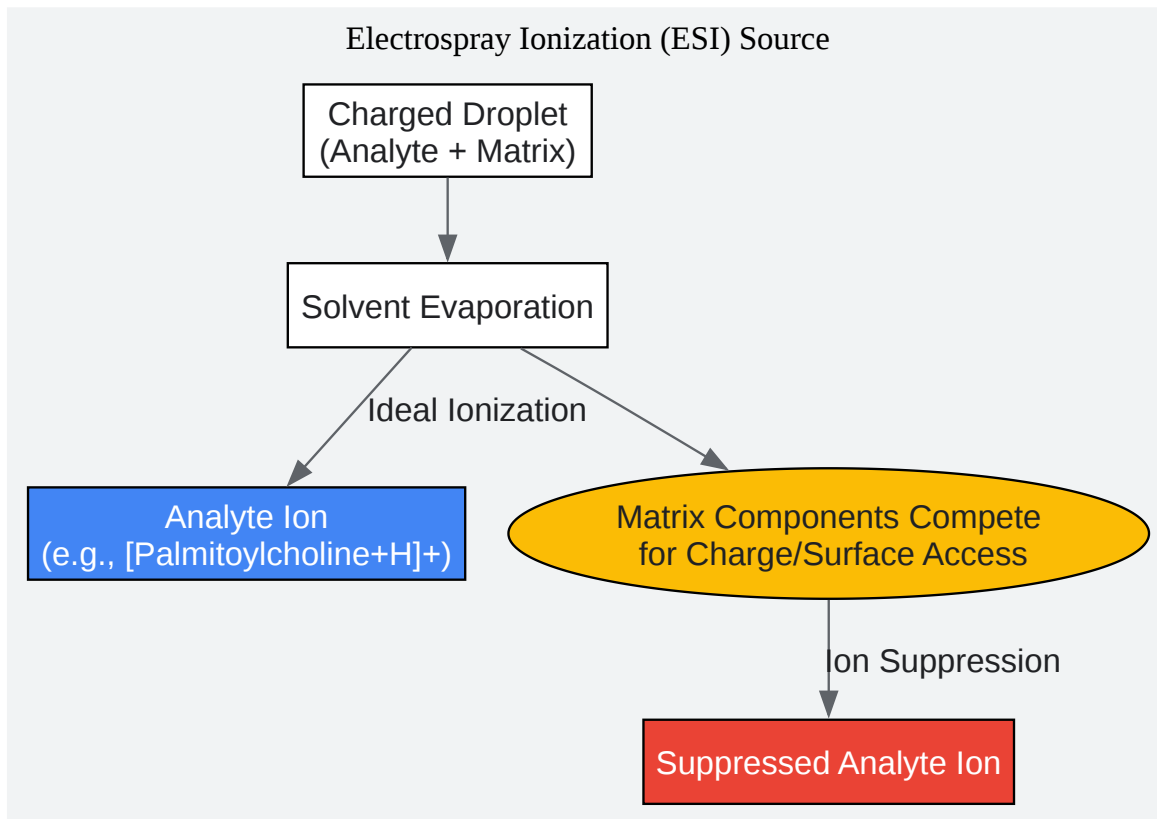 Electrospray Ionization (ESI) Source
Charged Droplet
(Analyte + Matrix)
Solvent Evaporation
Ideal Ionization
Analyte Ion
(e.g., [Palmitoylcholine+H]+)
Matrix Components Compete
for Charge/Surface Access
Ion Suppression
Suppressed Analyte Ion